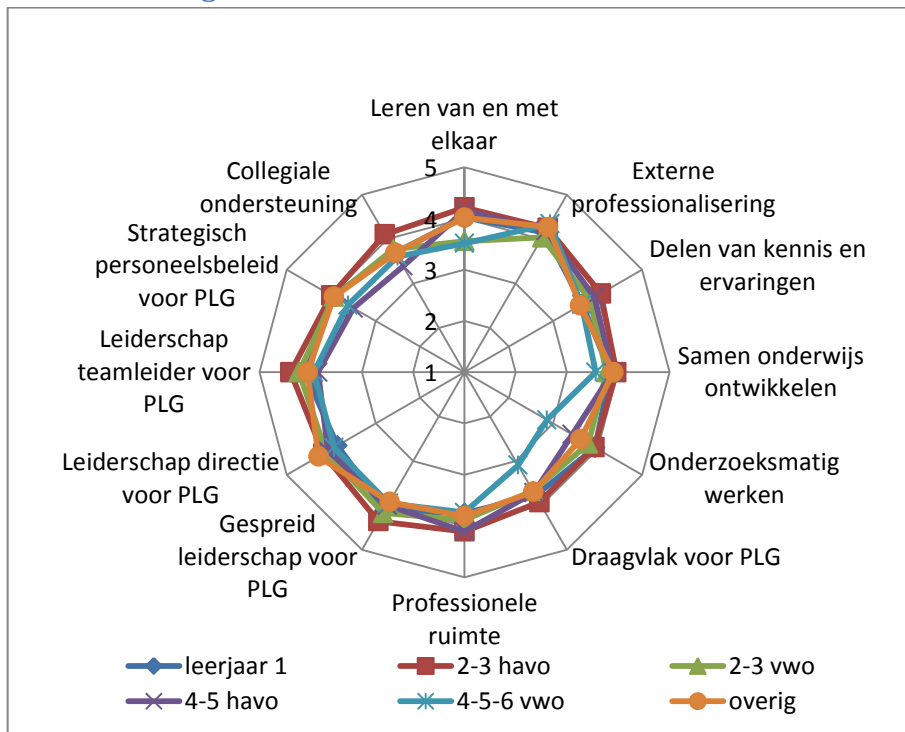 Leren van en met
elkaar
Externe
professionalisering
Delen van kennis en
ervaringen
Samen onderwijs
ontwikkelen
Onderzoeksmatig
werken
Draagvlak voor PLG
Professionele
ruimte
Gespreid
leiderschap voor
PLG
Leiderschap directie
voor PLG
Leiderschap
teamleider voor
PLG
Strategisch
personeelsbeleid
voor PLG
Collegiale
ondersteuning
5
4
3
2
1
leerjaar 1
2-3 havo
2-3 vwo
4-5 havo
4-5-6 vwo
overig